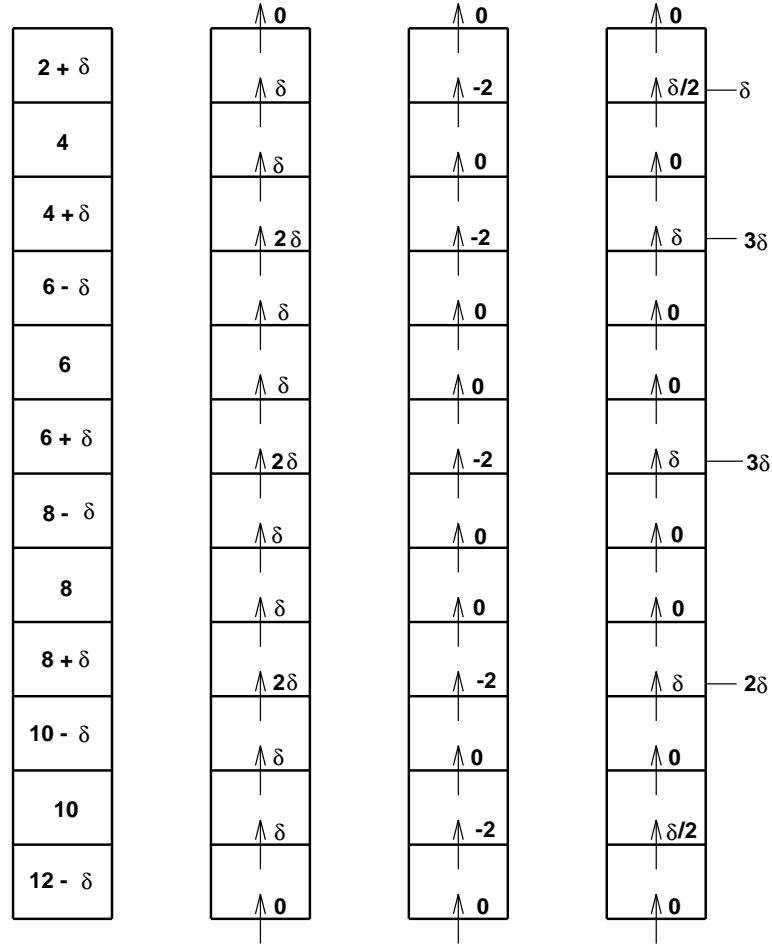 0 0 0
2 + δ
δ -2 δ/2 δ
4
δ 0 0
4 + δ
2δ -2 δ 3δ
6 - δ
δ 0 0
6
δ 0 0
6 + δ
2δ -2 δ 3δ
8 - δ
δ 0 0
8
δ 0 0
8 + δ
2δ -2 δ 2δ
10 - δ
δ 0 0
10
δ -2 δ/2
12 - δ
0 0 0